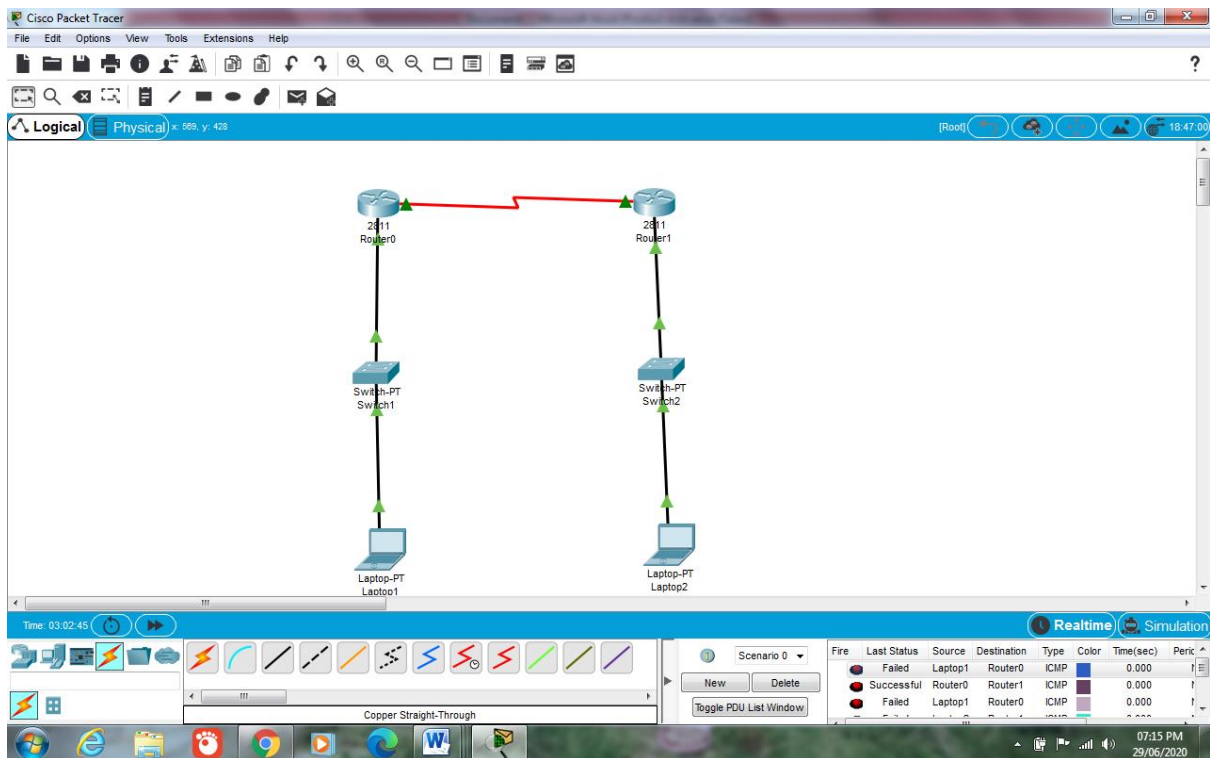 Cisco Packet Tracer
File Edit Options View Tools Extensions Help
?
Logical Physical x: 569, y: 428 [Root] 18:47:00
2811 2811
Router0 Router1
Switch-PT Switch-PT
Switch1 Switch2
Laptop-PT Laptop-PT
Laptop1 Laptop2
Time: 03:02:45 Realtime Simulation
Scenario 0
New Delete
Toggle PDU List Window
Copper Straight-Through
Fire Last Status Source Destination Type Color Time(sec) Peric
Failed Laptop1 Router0 ICMP 0.000
Successful Router0 Router1 ICMP 0.000
Failed Laptop1 Router0 ICMP 0.000
07:15 PM
29/06/2020